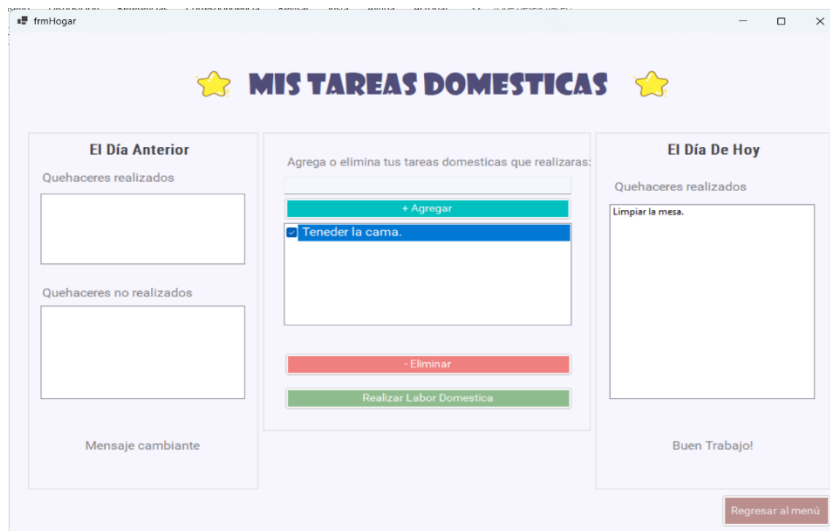 frmHogar
MIS TAREAS DOMESTICAS
El Día Anterior
Quehaceres realizados
Quehaceres no realizados
Mensaje cambiante
Agrega o elimina tus tareas domesticas que realizaras:
+ Agregar
Teneder la cama.
- Eliminar
Realizar Labor Domestica
El Día De Hoy
Quehaceres realizados
Limpiar la mesa.
Buen Trabajo!
Regresar al menú